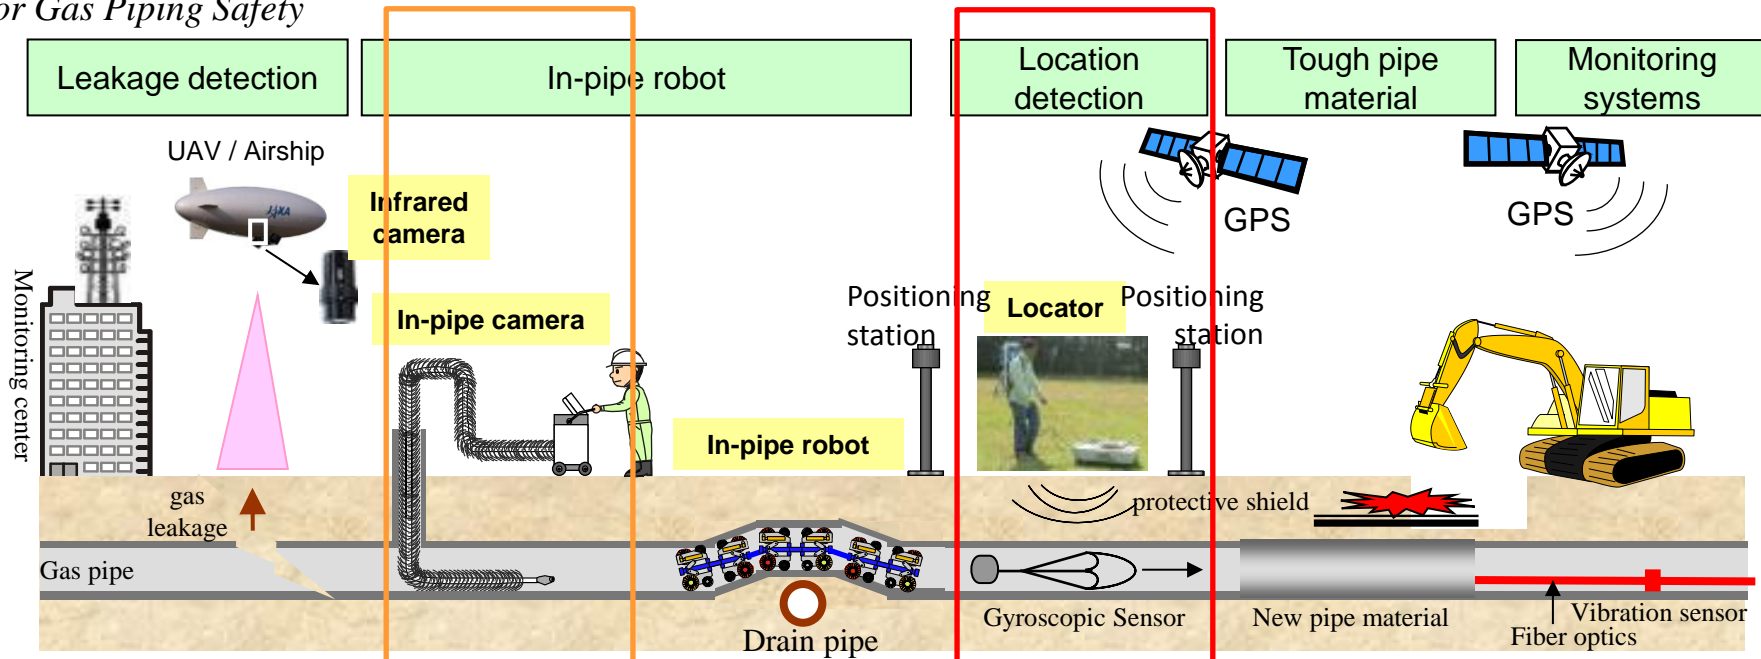 or Gas Piping Safety
Leakage detection
In-pipe robot
Location
detection
Tough pipe
material
Monitoring
systems
UAV / Airship
JAXA
Infrared
camera
GPS
GPS
Monitoring center
In-pipe camera
Positioning
station
Locator
Positioning
station
In-pipe robot
gas
leakage
protective shield
Gas pipe
Gyroscopic Sensor
New pipe material
Vibration sensor
Fiber optics
Drain pipe